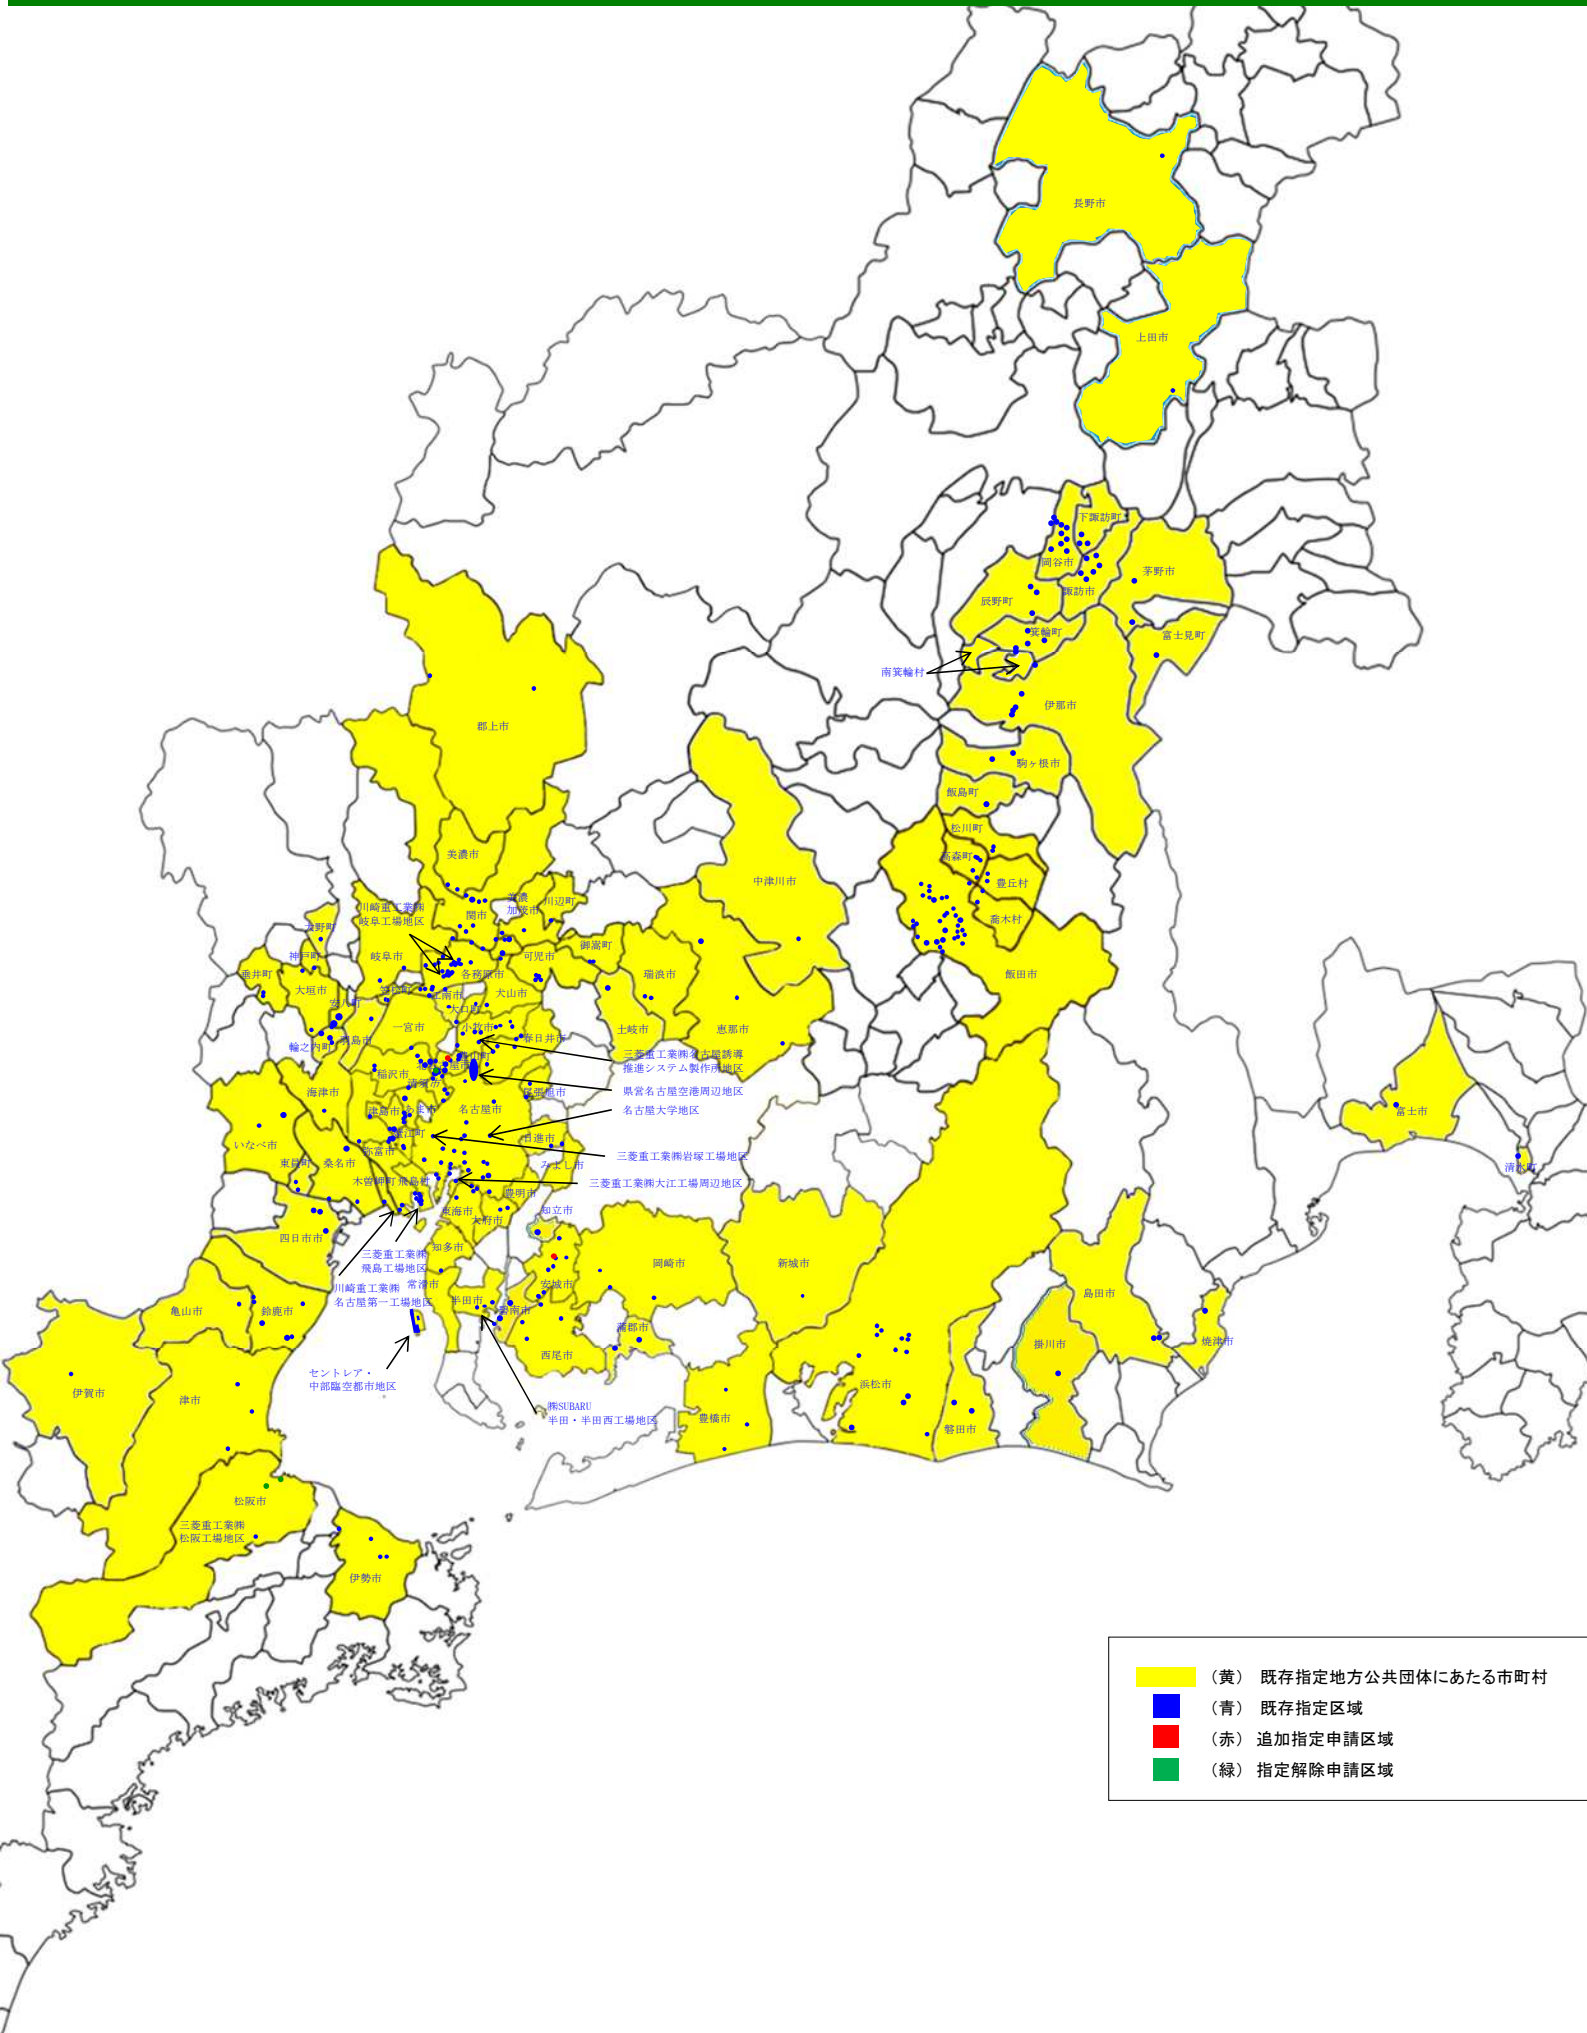 長野市
上田市
下諏訪町
岡谷市
諏訪市
茅野市
辰野町
箕輪町
富士見町
南箕輪村
伊那市
駒ヶ根市
飯島町
松川町
高森町
豊丘村
喬木村
飯田市
郡上市
美濃市
中津川市
美濃
加茂市
川辺町
関市
川崎重工業㈱
岐阜工場地区
大野町
神戸町
岐阜市
御嵩町
可児市
各務原市
瑞浪市
垂井町
大垣市
安八町
笠松町
江南市
犬山市
大口町
一宮市
小牧市
春日井市
土岐市
恵那市
輪之内町
羽島市
豊山町
三菱重工業㈱名古屋誘導
推進システム製作所地区
稲沢市
清須市
海津市
県営名古屋空港周辺地区
尾張旭市
津島市
あま市
名古屋市
名古屋大学地区
いなべ市
蟹江町
日進市
弥富市
三菱重工業㈱岩塚工場地区
東員町
桑名市
みよし市
木曽岬町
飛島村
三菱重工業㈱大江工場周辺地区
豊明市
東海市
大府市
知立市
四日市市
知多市
三菱重工業㈱
飛島工場地区
岡崎市
新城市
常滑市
安城市
川崎重工業㈱
名古屋第一工場地区
半田市
碧南市
亀山市
鈴鹿市
蒲郡市
西尾市
セントレア・
中部臨空都市地区
伊賀市
津市
㈱SUBARU
半田・半田西工場地区
豊橋市
浜松市
磐田市
掛川市
島田市
焼津市
富士市
清水町
松阪市
三菱重工業㈱
松阪工場地区
伊勢市
（黄） 既存指定地方公共団体にあたる市町村
（青） 既存指定区域
（赤） 追加指定申請区域
（緑） 指定解除申請区域